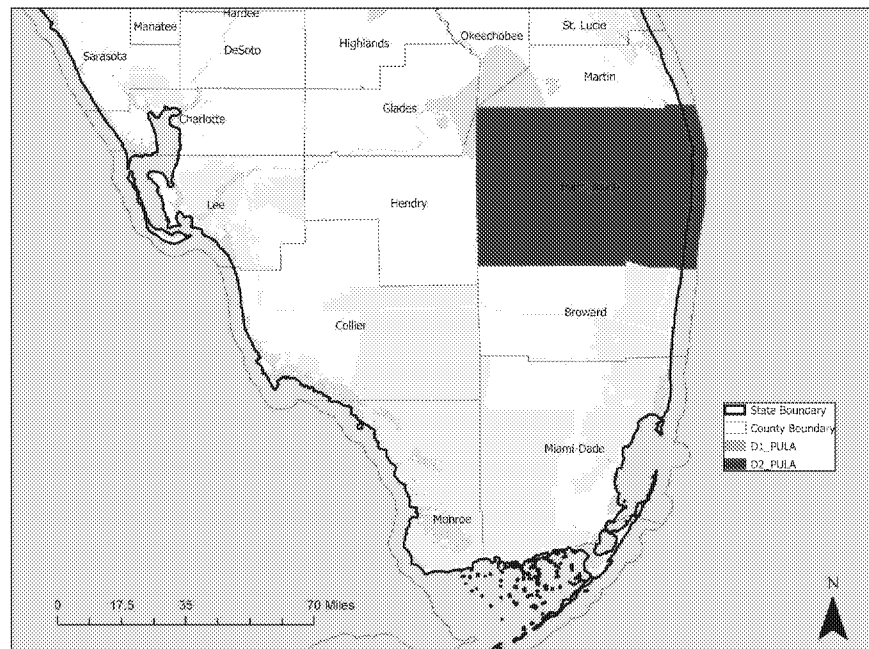 Hardee
Manatee
St. Lucie
Okeechobee
Highlands
DeSoto
Sarasota
Martin
Glades
Charlotte
Lee
Hendry
Broward
Collier
State Boundary
County Boundary
D1_PULA
D2_PULA
Miami-Dade
Monroe
N
0 17.5 35 70 Miles